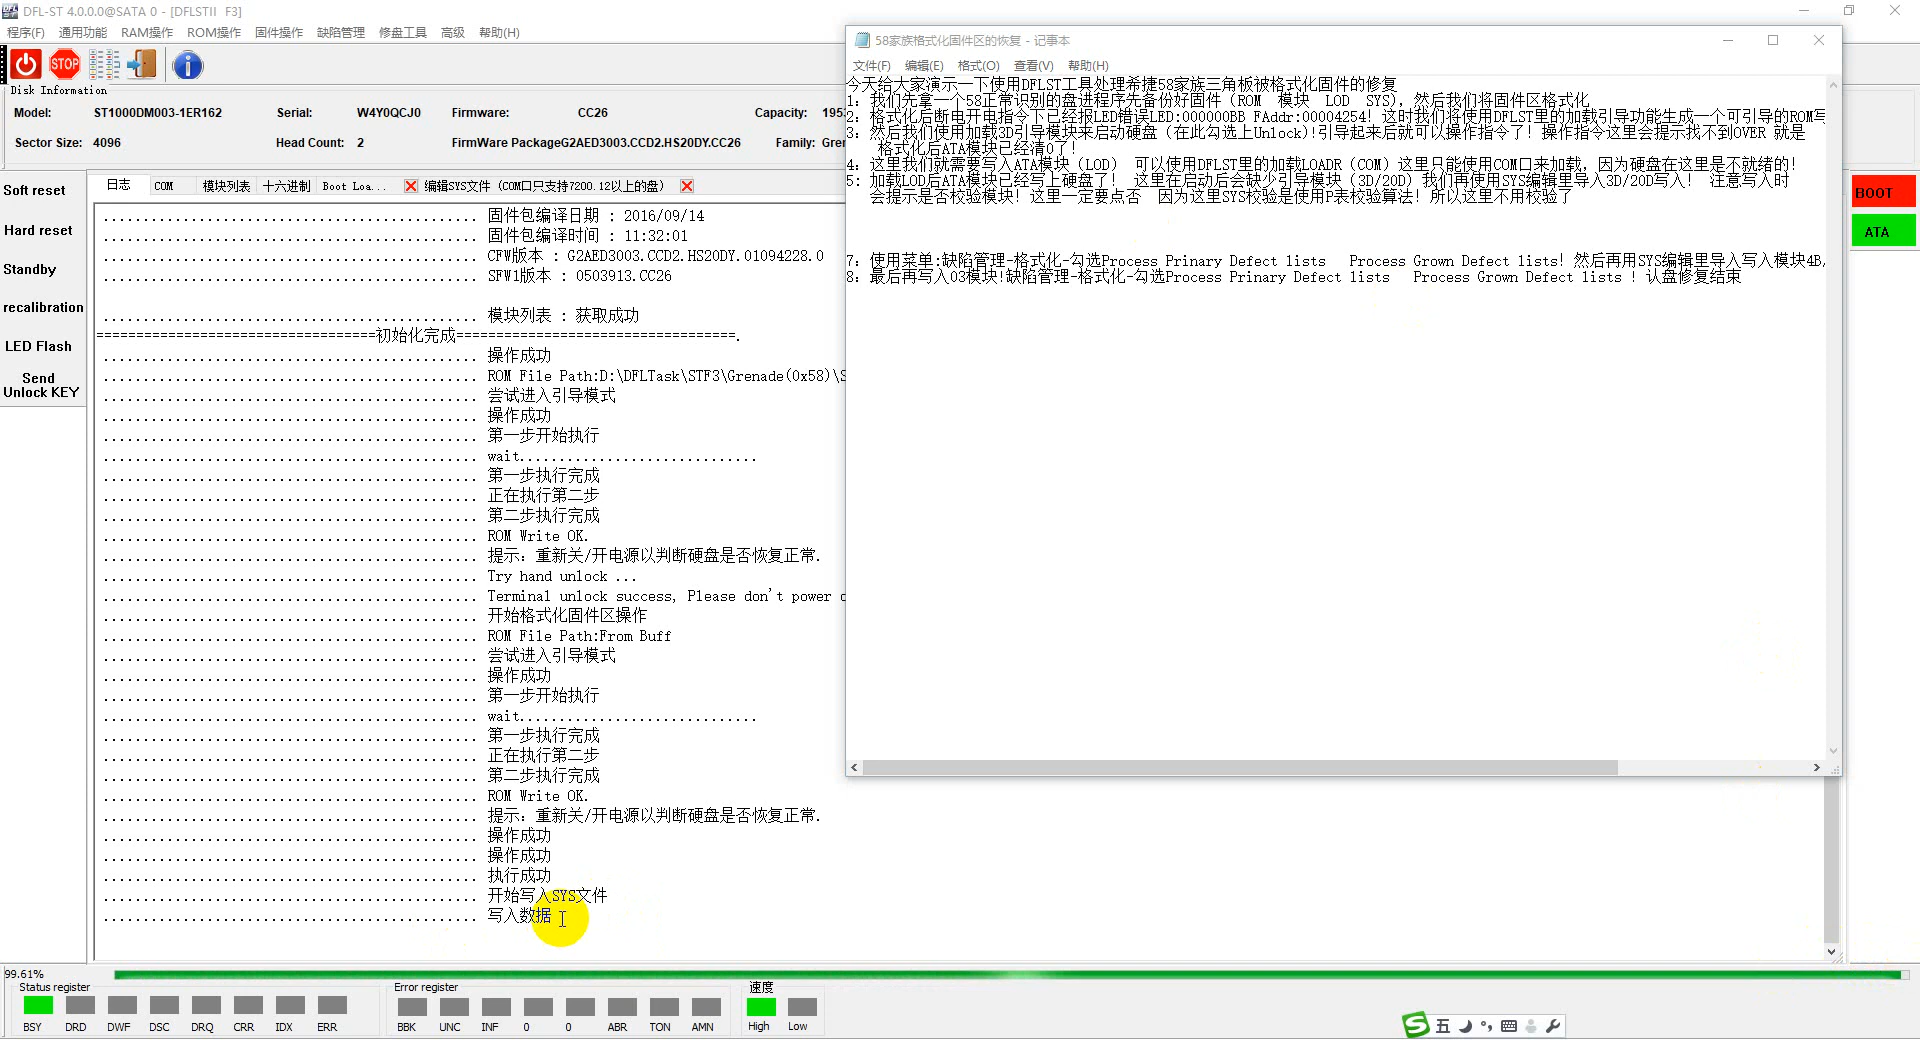 DFL-ST 4.0.0.0@SATA 0 - [DFLSTII F3]
程序(F) 通用功能 RAM操作 ROM操作 固件操作 缺陷管理 修盘工具 高级 帮助(H)
STOP
Disk Information
Model: ST1000DM003-1ER162 Serial: W4Y0QCJ0 Firmware: CC26 Capacity: 195
Sector Size: 4096 Head Count: 2 FirmWare PackageG2AED3003.CCD2.HS20DY.CC26 Family: Gre
Soft reset
Hard reset
Standby
recalibration
LED Flash
Send
Unlock KEY
日志 COM 模块列表 十六进制 Boot Loa... 编辑SYS文件（COM口只支持7200.12以上的盘）
固件包编译日期 : 2016/09/14
固件包编译时间 : 11:32:01
CFW版本 : G2AED3003.CCD2.HS20DY.01094228.0
SFW1版本 : 0503913.CC26
模块列表 : 获取成功
===================================初始化完成===================================.
操作成功
ROM File Path:D:\DFLTask\STF3\Grenade(0x58)\S
尝试进入引导模式
操作成功
第一步开始执行
wait..............................
第一步执行完成
正在执行第二步
第二步执行完成
ROM Write OK.
提示: 重新关/开电源以判断硬盘是否恢复正常.
Try hand unlock ...
Terminal unlock success, Please don't power o
开始格式化固件区操作
ROM File Path:From Buff
尝试进入引导模式
操作成功
第一步开始执行
wait..............................
第一步执行完成
正在执行第二步
第二步执行完成
ROM Write OK.
提示: 重新关/开电源以判断硬盘是否恢复正常.
操作成功
操作成功
执行成功
开始写入SYS文件
写入数据
58家族格式化固件区的恢复 - 记事本
文件(F) 编辑(E) 格式(O) 查看(V) 帮助(H)
今天给大家演示一下使用DFLST工具处理希捷58家族三角板被格式化固件的修复
1: 我们先拿一个58正常识别的盘进程序先备份好固件（ROM 模块 LOD SYS), 然后我们将固件区格式化
2: 格式化后断电开电指令下已经报LED错误LED:000000BB FAddr:00004254! 这时我们将使用DFLST里的加载引导功能生成一个可引导的ROM写
3: 然后我们使用加载3D引导模块来启动硬盘（在此勾选上Unlock)!引导起来后就可以操作指令了! 操作指令这里会提示找不到OVER 就是
格式化后ATA模块已经清0了!
4: 这里我们就需要写入ATA模块（LOD） 可以使用DFLST里的加载LOADR（COM）这里只能使用COM口来加载, 因为硬盘在这里是不就绪的!
5: 加载LOD后ATA模块已经写上硬盘了! 这里在启动后会缺少引导模块（3D/20D）我们再使用SYS编辑里导入3D/20D写入! 注意写入时
会提示是否校验模块! 这里一定要点否 因为这里SYS校验是使用P表校验算法! 所以这里不用校验了
7: 使用菜单:缺陷管理-格式化-勾选Process Prinary Defect lists Process Grown Defect lists! 然后再用SYS编辑里导入写入模块4B,
8: 最后再写入03模块!缺陷管理-格式化-勾选Process Prinary Defect lists Process Grown Defect lists ! 认盘修复结束
BOOT
ATA
99.61%
Status register Error register 速度
BSY DRD DWF DSC DRQ CRR IDX ERR BBK UNC INF 0 0 ABR TON AMN High Low
S 五